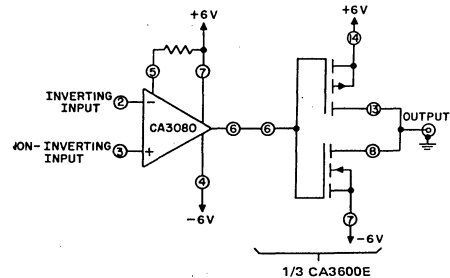 +6V
+6V
14
5
7
INVERTING
INPUT
2
-
13
CA3080
OUTPUT
6
6
NON-INVERTING
INPUT
3
+
8
4
-6V
7
-6V
1/3 CA3600E